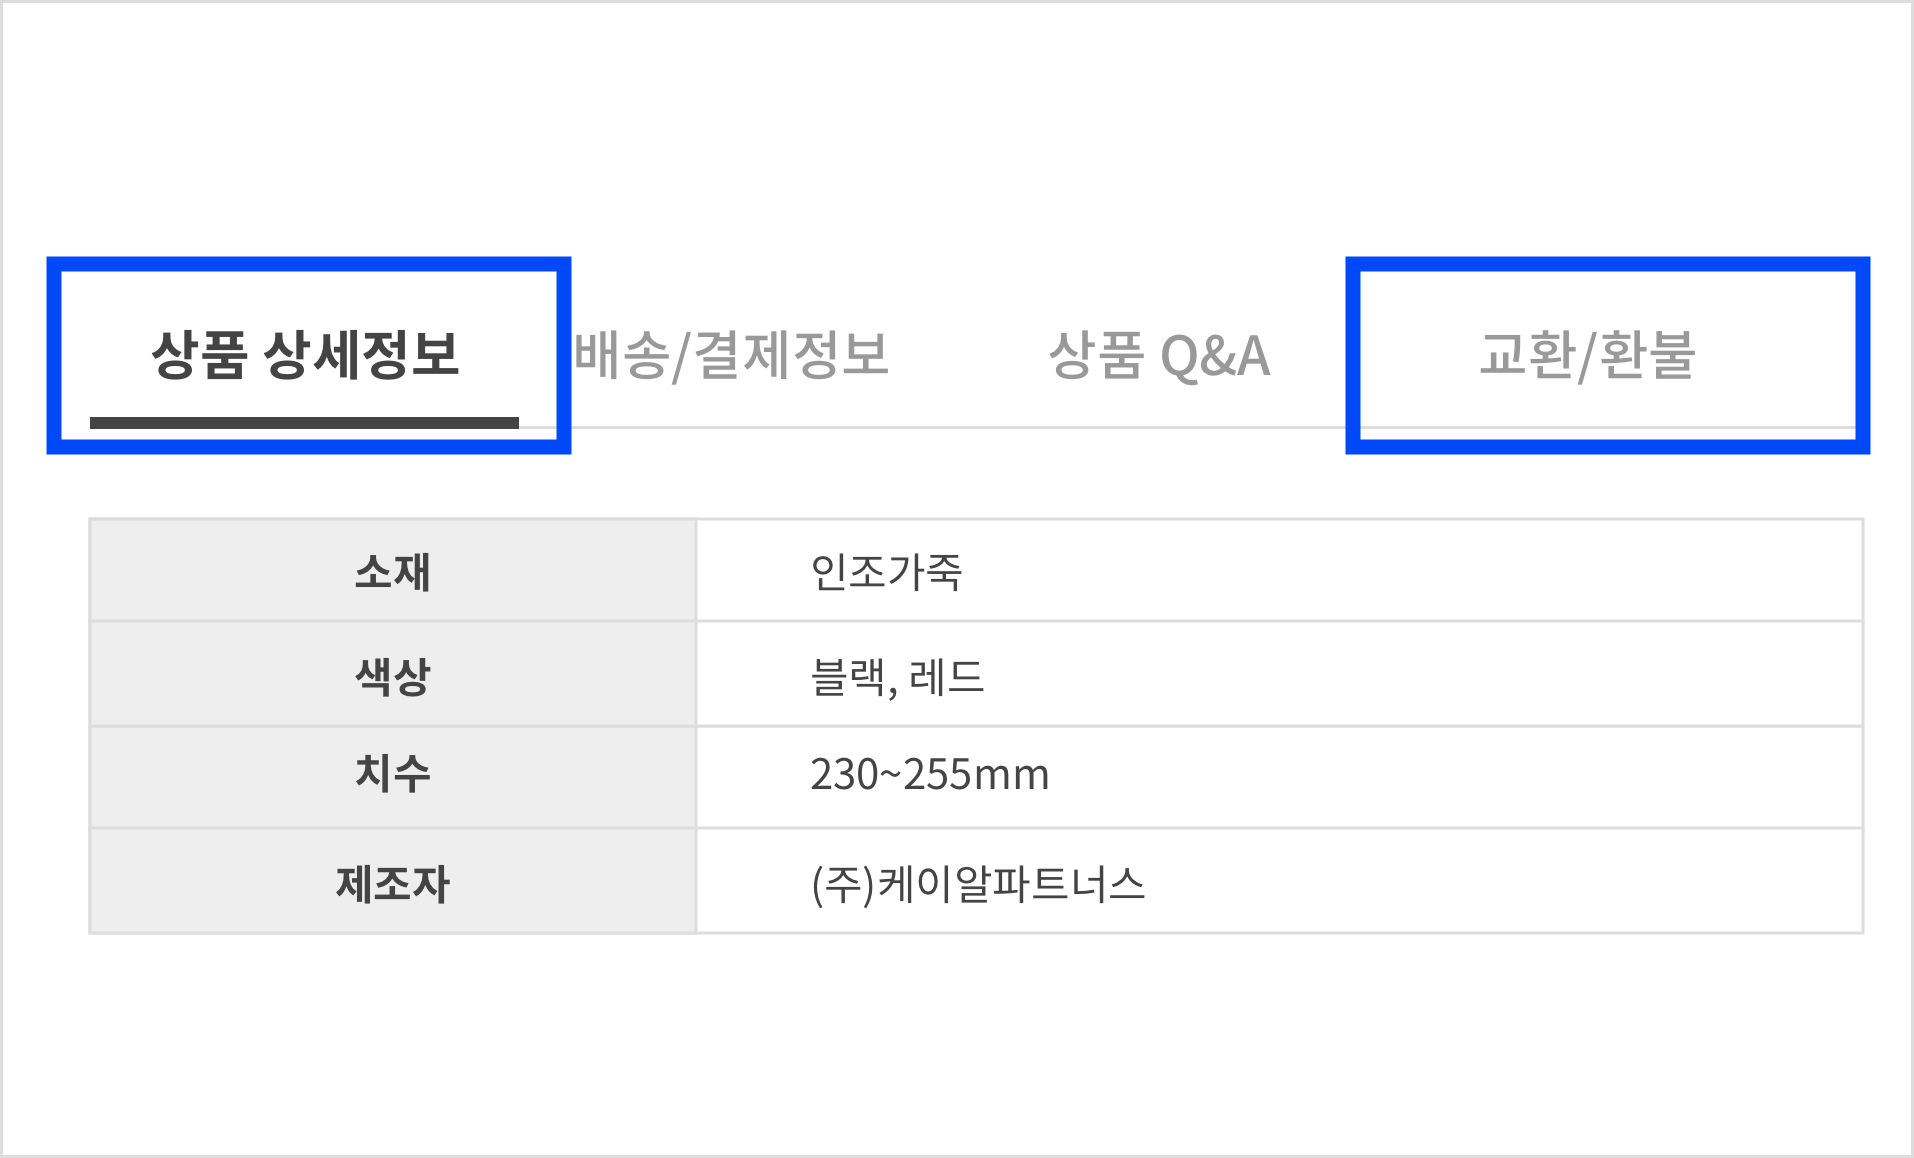 상품 상세정보 배송/결제정보 상품 Q&A 교환/환불
소재 인조가죽
색상 블랙, 레드
치수 230~255mm
제조자 (주)케이알파트너스